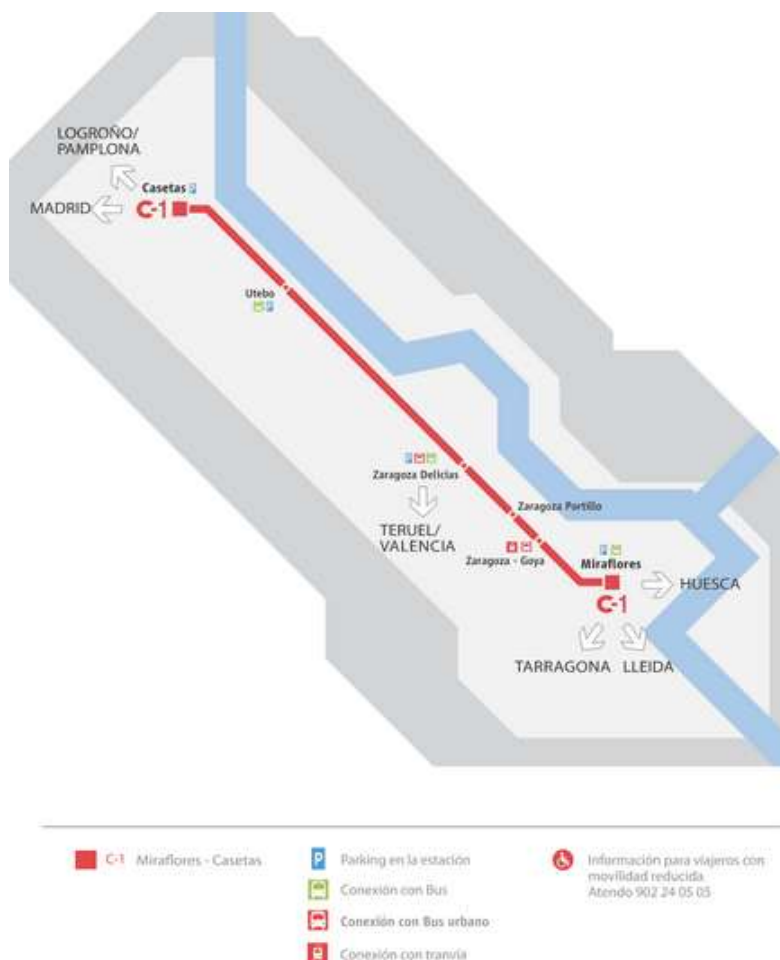 LOGROÑO/
PAMPLONA
Casetas P
MADRID
C-1
Utebo
P
P
Zaragoza Delicias
TERUEL/
VALENCIA
Zaragoza Portillo
Zaragoza - Goya
P
Miraflores
HUESCA
C-1
TARRAGONA
LLEIDA
C-1 Miraflores - Casetas
P Parking en la estación
Conexión con Bus
Conexión con Bus urbano
Conexión con tranvía
Información para viajeros con
movilidad reducida
Atendo 902 24 05 05